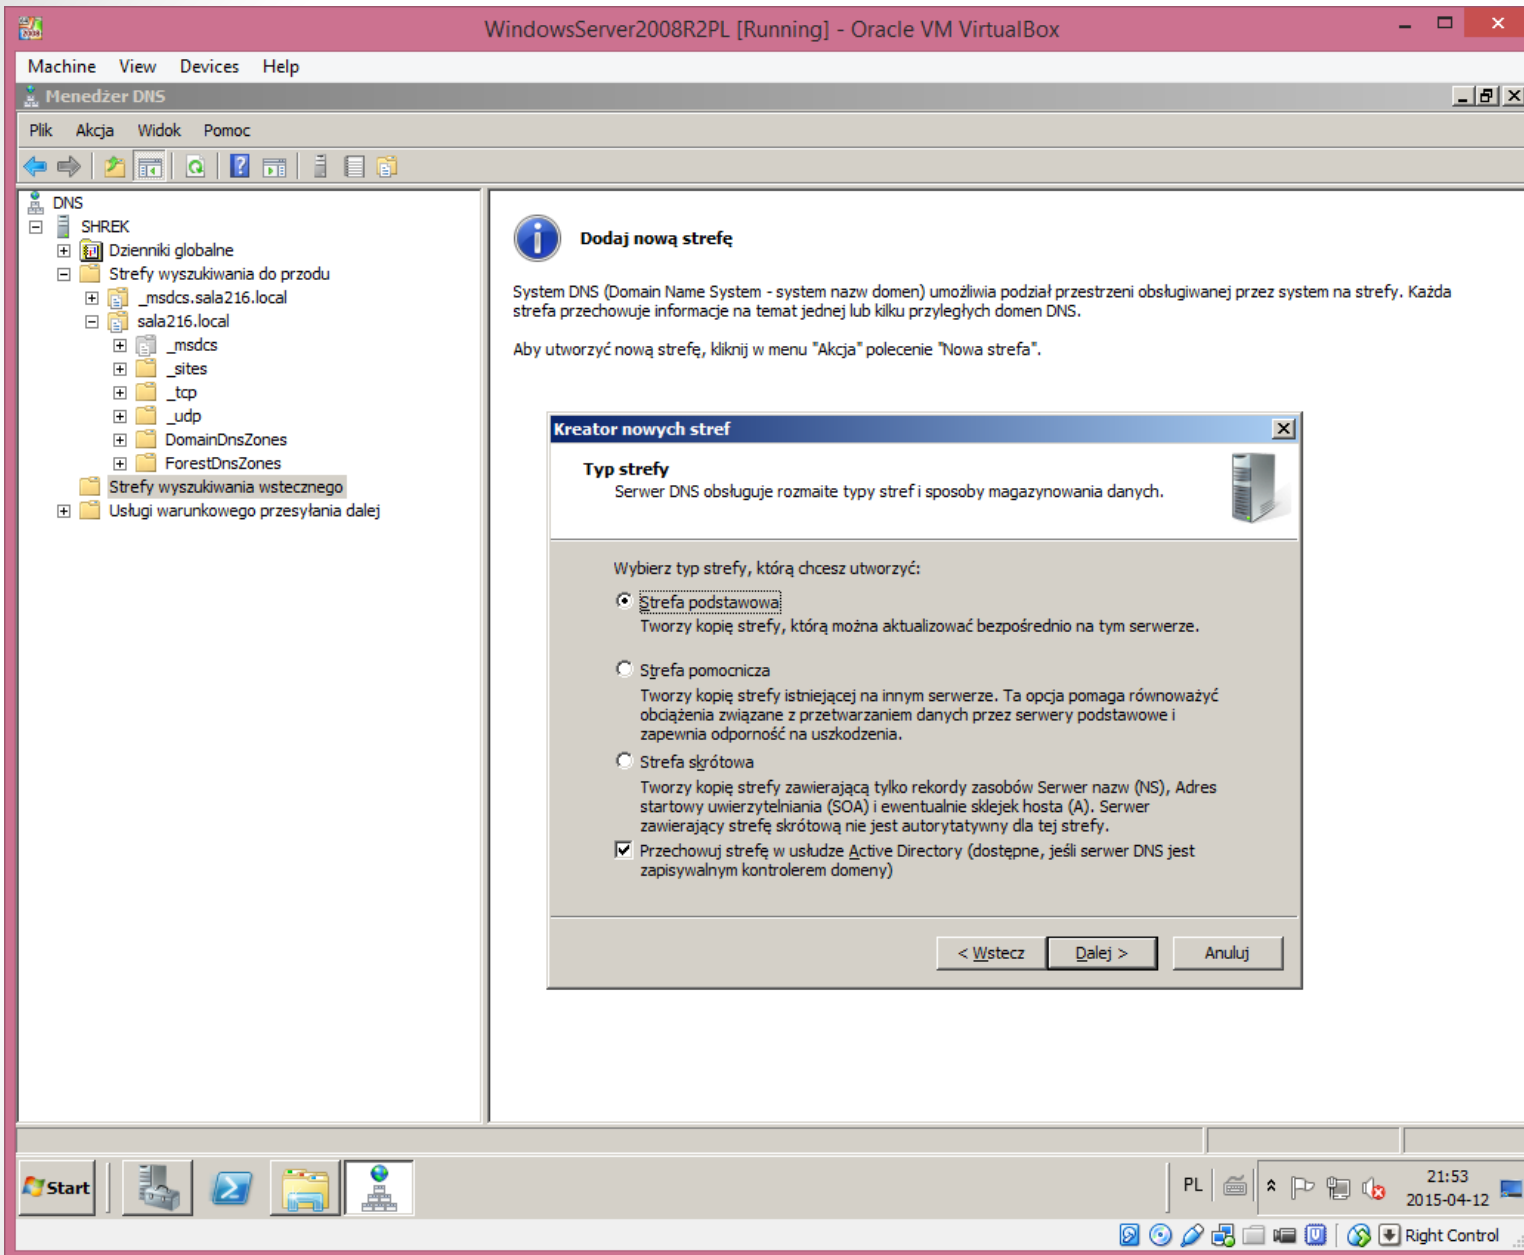 WindowsServer2008R2PL [Running] - Oracle VM VirtualBox
Machine View Devices Help
Menedżer DNS
Plik Akcja Widok Pomoc
DNS
SHREK
Dzienniki globalne
Strefy wyszukiwania do przodu
_msdcs.sala216.local
sala216.local
_msdcs
_sites
_tcp
_udp
DomainDnsZones
ForestDnsZones
Strefy wyszukiwania wstecznego
Usługi warunkowego przesyłania dalej
Dodaj nową strefę
System DNS (Domain Name System - system nazw domen) umożliwia podział przestrzeni obsługiwanej przez system na strefy. Każda
strefa przechowuje informacje na temat jednej lub kilku przyległych domen DNS.
Aby utworzyć nową strefę, kliknij w menu "Akcja" polecenie "Nowa strefa".
Kreator nowych stref
Typ strefy
Serwer DNS obsługuje rozmaite typy stref i sposoby magazynowania danych.
Wybierz typ strefy, którą chcesz utworzyć:
Strefa podstawowa
Tworzy kopię strefy, którą można aktualizować bezpośrednio na tym serwerze.
Strefa pomocnicza
Tworzy kopię strefy istniejącej na innym serwerze. Ta opcja pomaga równoważyć
obciążenia związane z przetwarzaniem danych przez serwery podstawowe i
zapewnia odporność na uszkodzenia.
Strefa skrótowa
Tworzy kopię strefy zawierającą tylko rekordy zasobów Serwer nazw (NS), Adres
startowy uwierzytelniania (SOA) i ewentualnie sklejek hosta (A). Serwer
zawierający strefę skrótową nie jest autorytatywny dla tej strefy.
Przechowuj strefę w usłudze Active Directory (dostępne, jeśli serwer DNS jest
zapisywalnym kontrolerem domeny)
< Wstecz Dalej > Anuluj
Start
PL
21:53
2015-04-12
Right Control